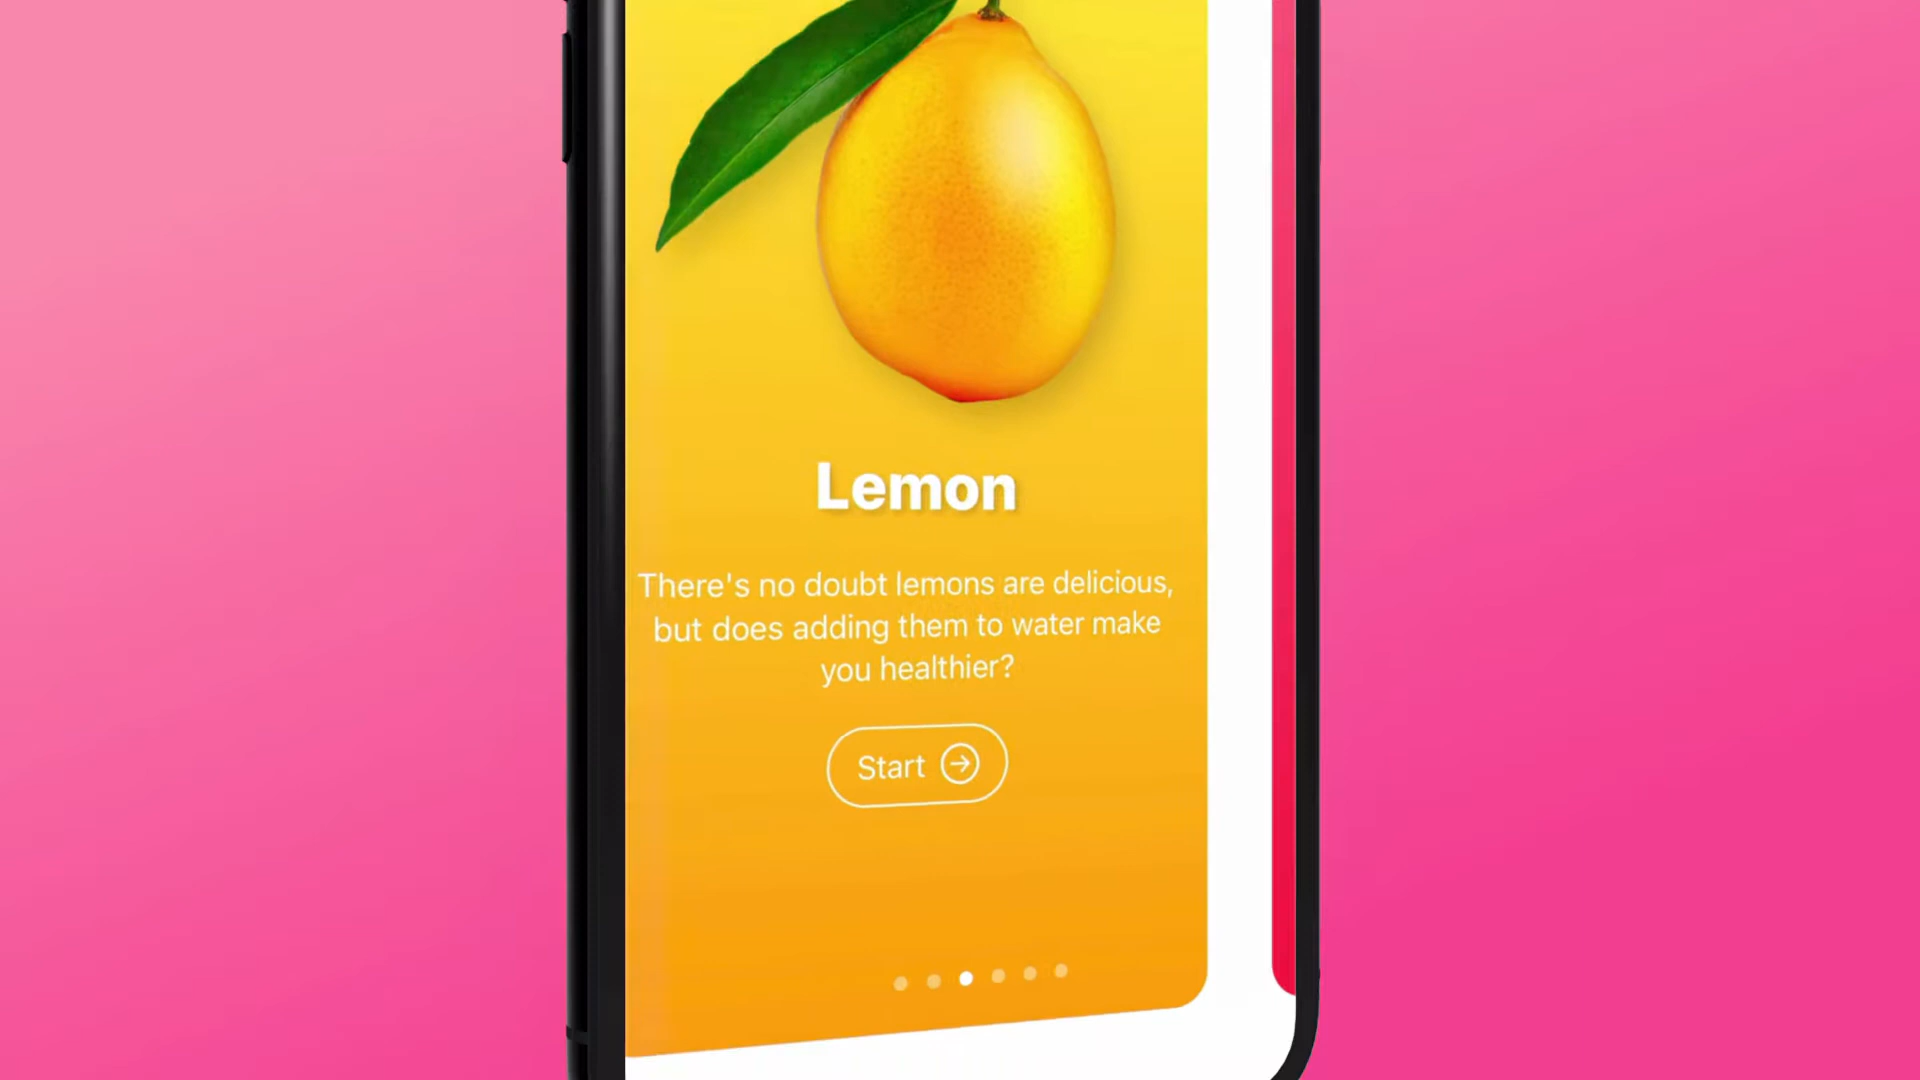 Lemon
There's no doubt lemons are delicious,
but does adding them to water make
you healthier?
Start